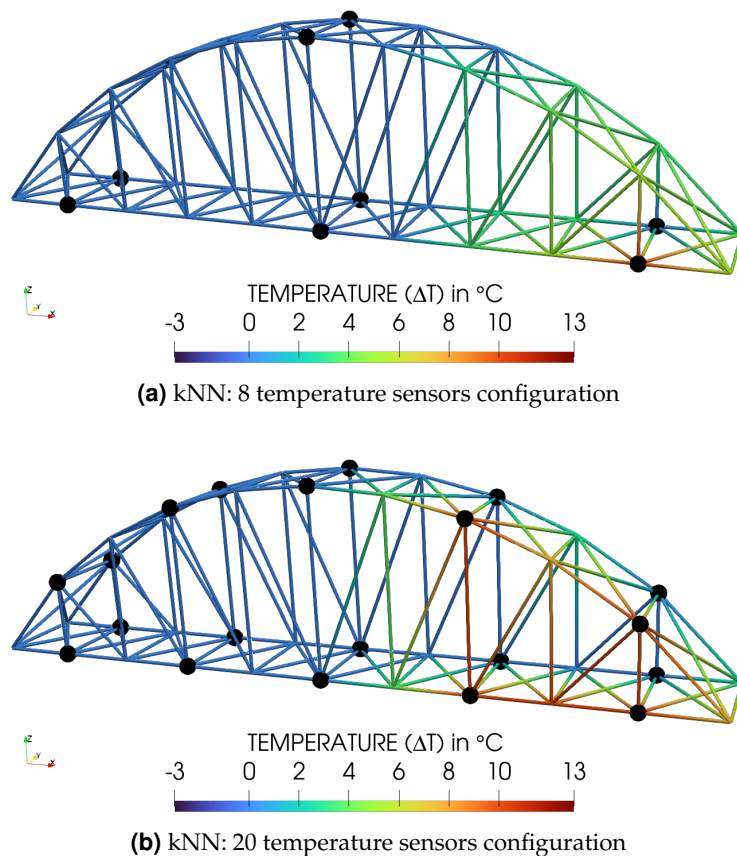 Z
Y
X
TEMPERATURE (ΔT) in °C
-3 0 2 4 6 8 10 13
(a) kNN: 8 temperature sensors configuration
Z
Y
X
TEMPERATURE (ΔT) in °C
-3 0 2 4 6 8 10 13
(b) kNN: 20 temperature sensors configuration